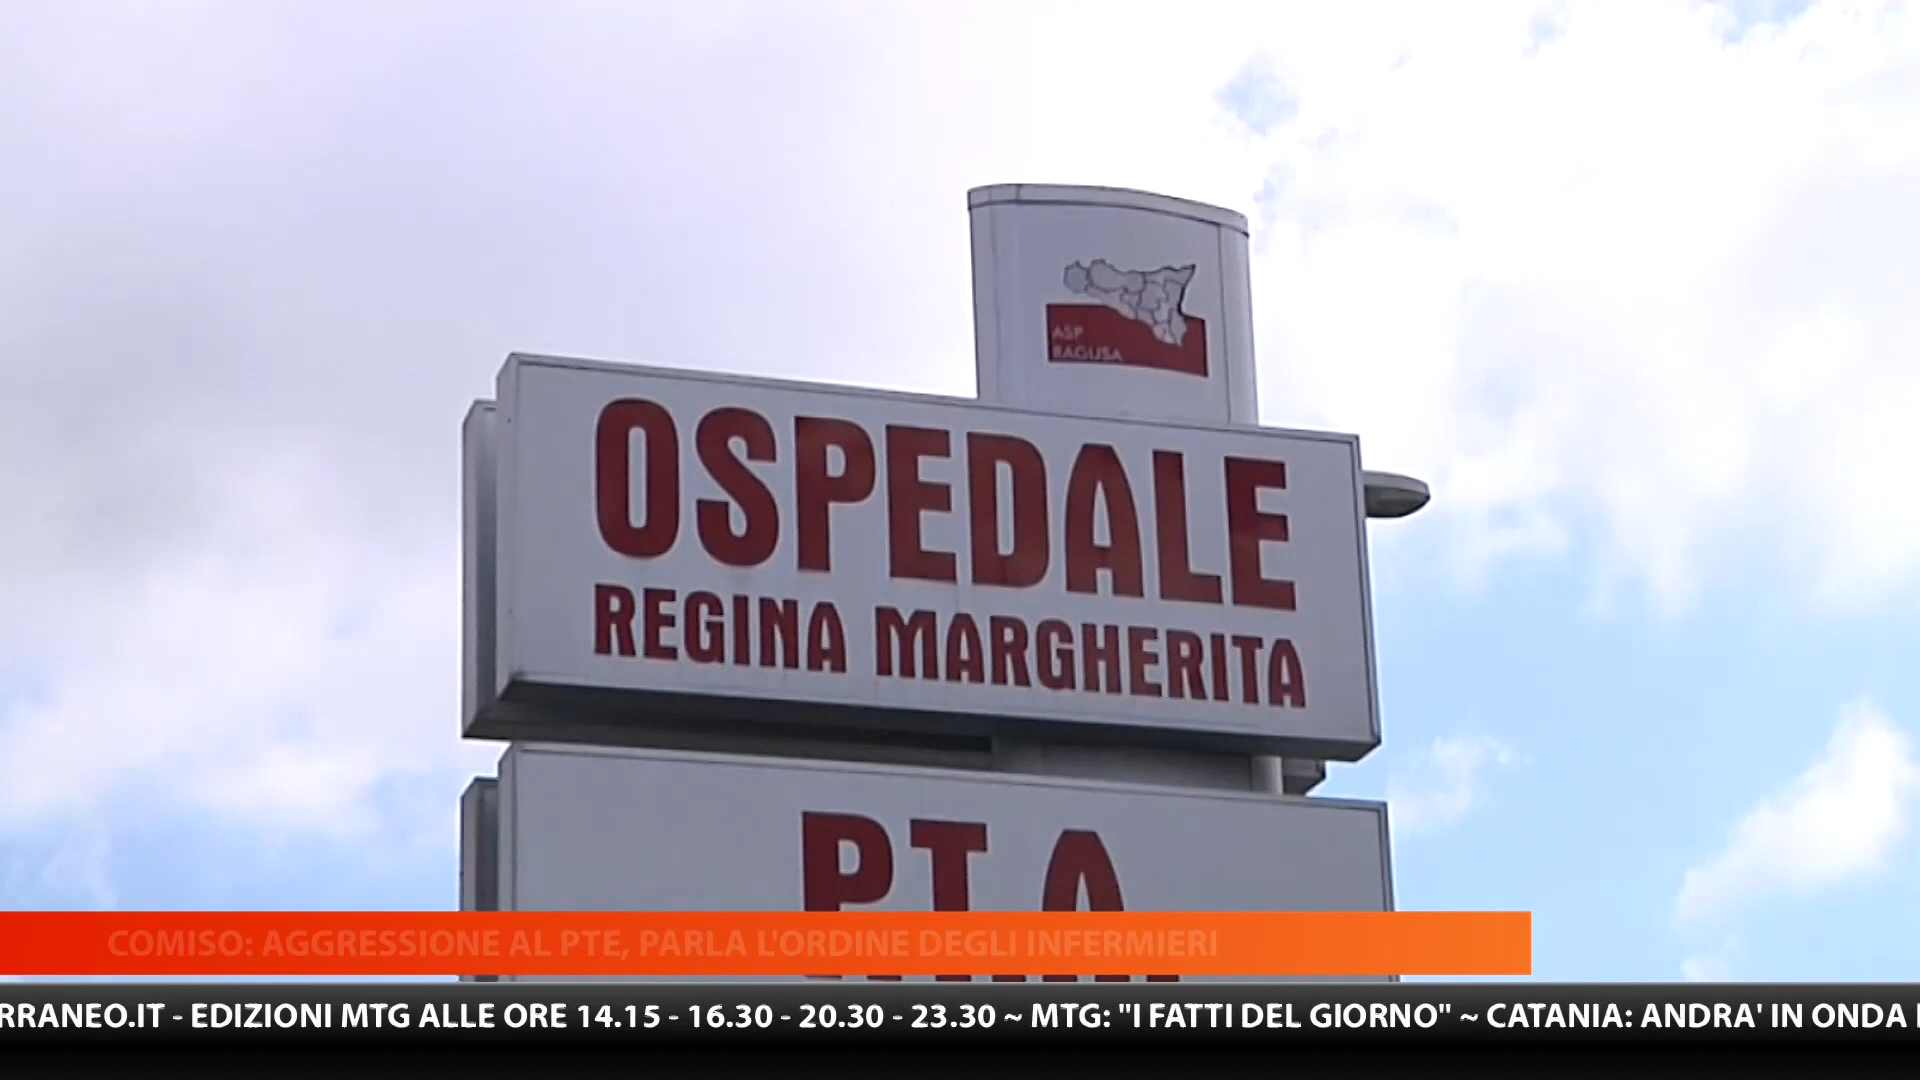 ASP
RAGUSA
OSPEDALE
REGINA MARGHERITA
P.T.A.
COMISO: AGGRESSIONE AL PTE, PARLA L'ORDINE DEGLI INFERMIERI
RRANEO.IT - EDIZIONI MTG ALLE ORE 14.15 - 16.30 - 20.30 - 23.30 ~ MTG: "I FATTI DEL GIORNO" ~ CATANIA: ANDRA' IN ONDA